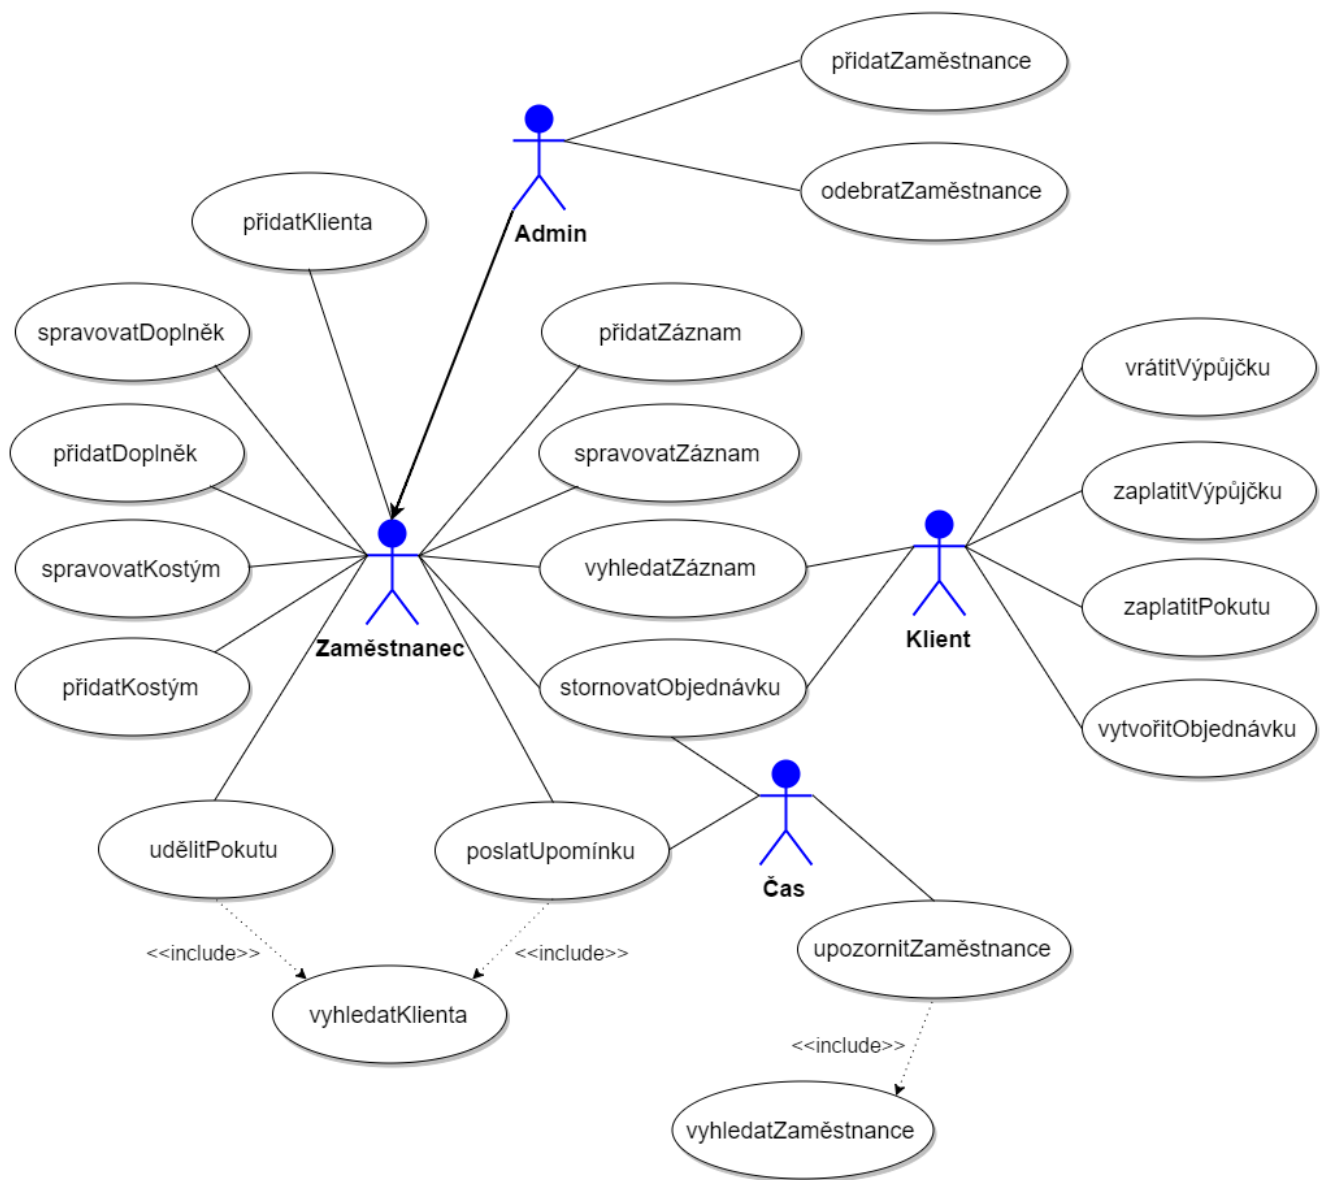 přidatZaměstnance
odebratZaměstnance
Admin
přidatKlienta
spravovatDoplněk
přidatZáznam
vrátitVýpůjčku
přidatDoplněk
spravovatZáznam
zaplatitVýpůjčku
spravovatKostým
vyhledatZáznam
zaplatitPokutu
Zaměstnanec
Klient
přidatKostým
stornovatObjednávku
vytvořitObjednávku
udělitPokutu
poslatUpomínku
Čas
upozornitZaměstnance
<<include>>
<<include>>
vyhledatKlienta
<<include>>
vyhledatZaměstnance